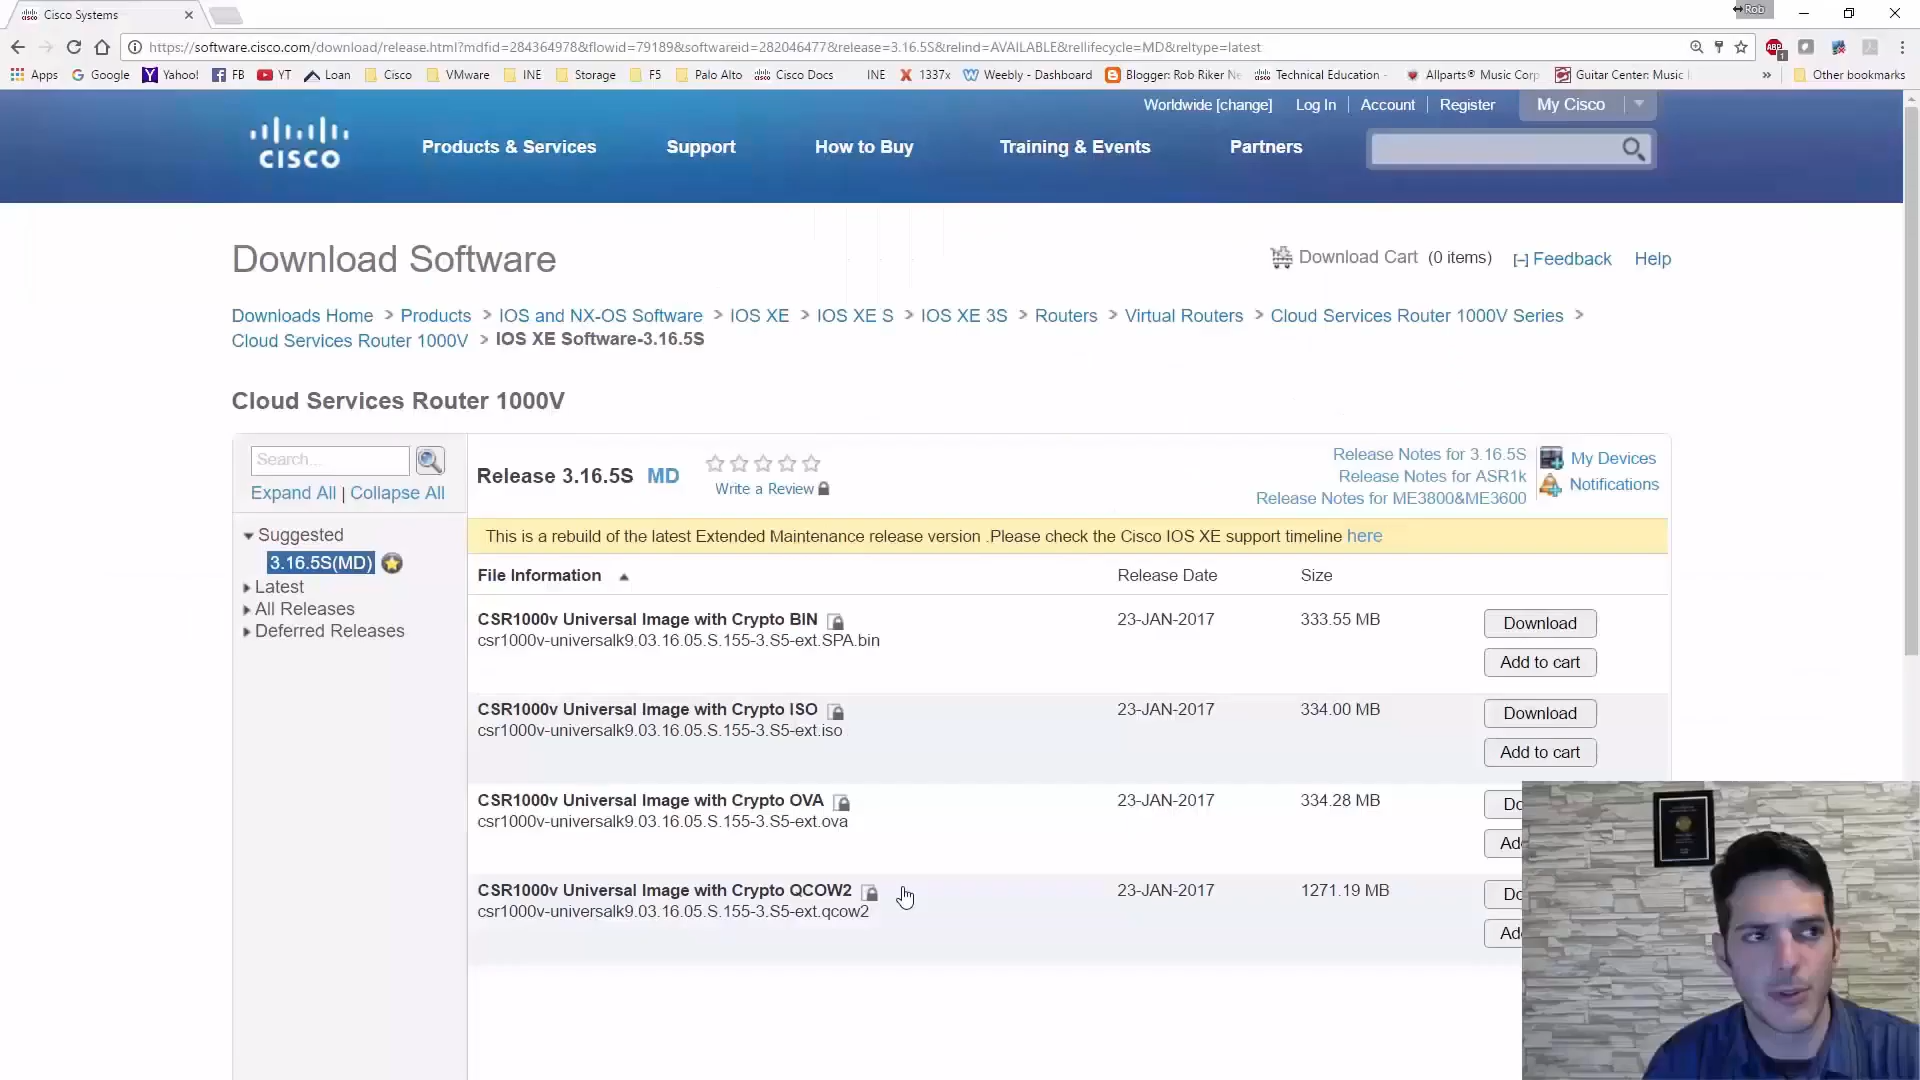 Cisco Systems
Rob
https://software.cisco.com/download/release.html?mdfid=284364978&flowid=79189&softwareid=282046477&release=3.16.5S&relind=AVAILABLE&rellifecycle=MD&reltype=latest
ABP
1
Apps Google Yahoo! FB YT Loan Cisco VMware INE Storage F5 Palo Alto Cisco Docs INE 1337x Weebly - Dashboard Blogger: Rob Riker Ne Technical Education - Allparts® Music Corp Guitar Center: Music » Other bookmarks
Worldwide [change] Log In Account Register My Cisco
CISCO
Products & Services Support How to Buy Training & Events Partners
Download Software
Download Cart (0 items) [–] Feedback Help
Downloads Home > Products > IOS and NX-OS Software > IOS XE > IOS XE S > IOS XE 3S > Routers > Virtual Routers > Cloud Services Router 1000V Series >
Cloud Services Router 1000V > IOS XE Software-3.16.5S
Cloud Services Router 1000V
Search...
Expand All | Collapse All
Suggested
3.16.5S(MD)
Latest
All Releases
Deferred Releases
Release 3.16.5S MD
Write a Review
Release Notes for 3.16.5S
Release Notes for ASR1k
Release Notes for ME3800&ME3600
My Devices
Notifications
This is a rebuild of the latest Extended Maintenance release version .Please check the Cisco IOS XE support timeline here
File Information Release Date Size
CSR1000v Universal Image with Crypto BIN 23-JAN-2017 333.55 MB Download
csr1000v-universalk9.03.16.05.S.155-3.S5-ext.SPA.bin
Add to cart
CSR1000v Universal Image with Crypto ISO 23-JAN-2017 334.00 MB Download
csr1000v-universalk9.03.16.05.S.155-3.S5-ext.iso
Add to cart
CSR1000v Universal Image with Crypto OVA 23-JAN-2017 334.28 MB Do
csr1000v-universalk9.03.16.05.S.155-3.S5-ext.ova
Ad
CSR1000v Universal Image with Crypto QCOW2 23-JAN-2017 1271.19 MB Do
csr1000v-universalk9.03.16.05.S.155-3.S5-ext.qcow2
Ad